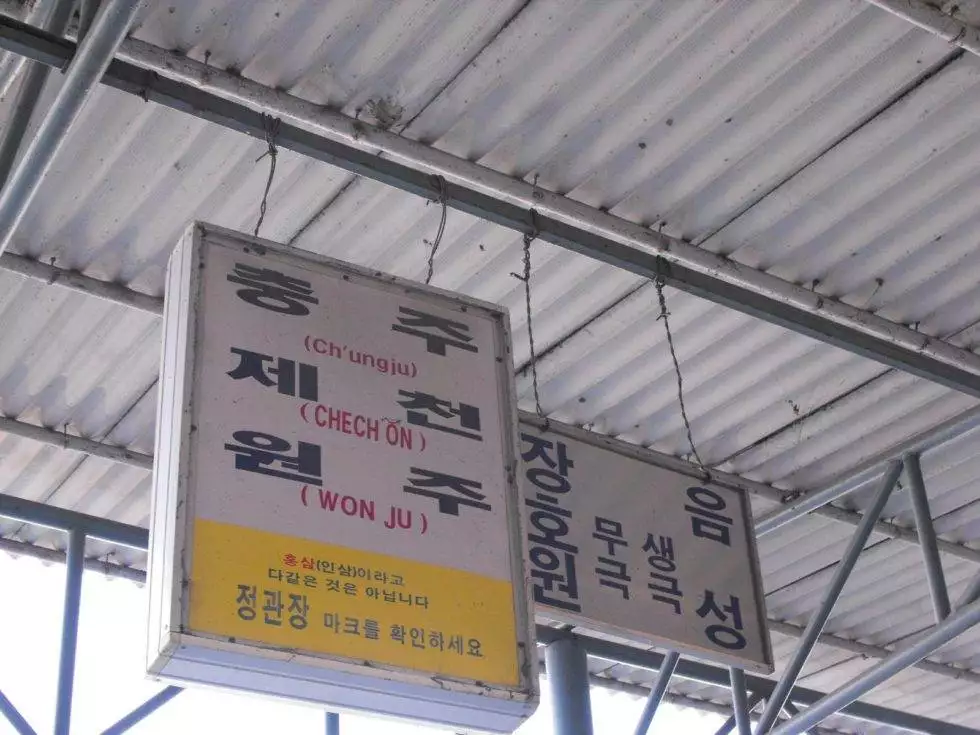 충 주
(Ch'ungju)
제 천
(CHECH ŎN)
원 주
(WON JU)
홍삼(인삼)이라고
다같은 것은 아닙니다
정관장 마크를 확인하세요
장호원
무극
생극
음성